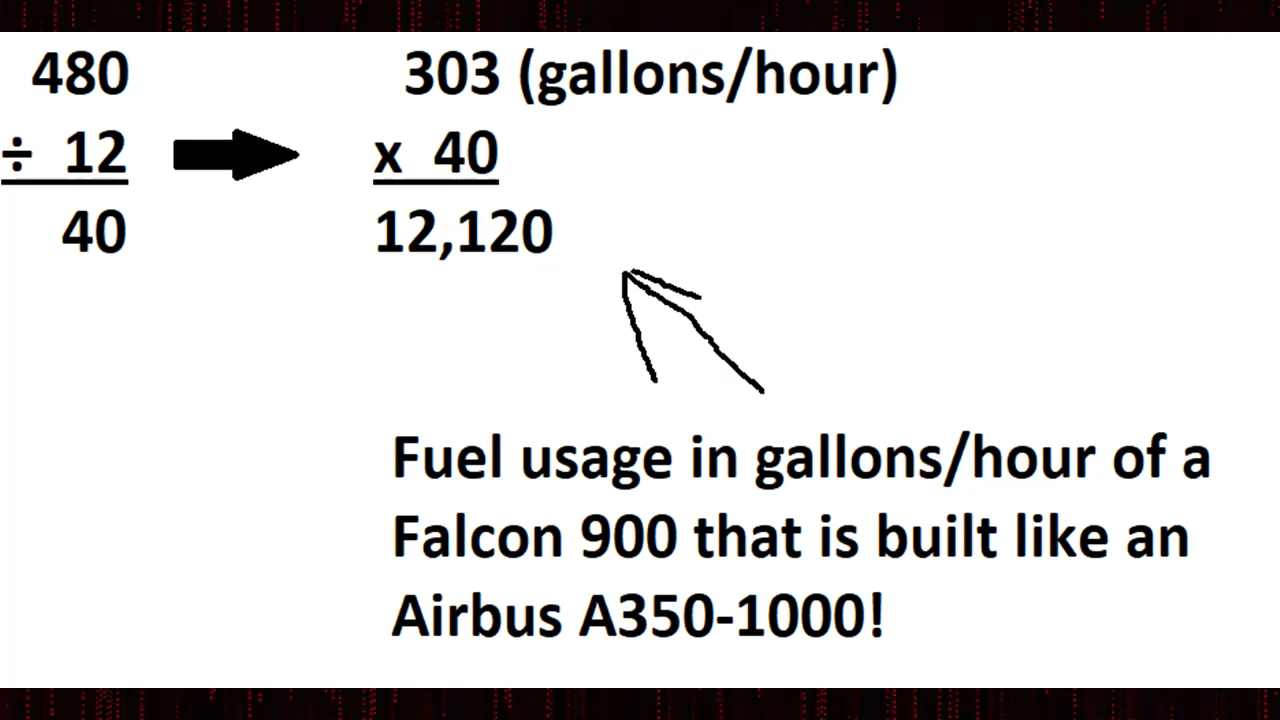 480
÷ 12
40
303 (gallons/hour)
x 40
12,120
Fuel usage in gallons/hour of a
Falcon 900 that is built like an
Airbus A350-1000!